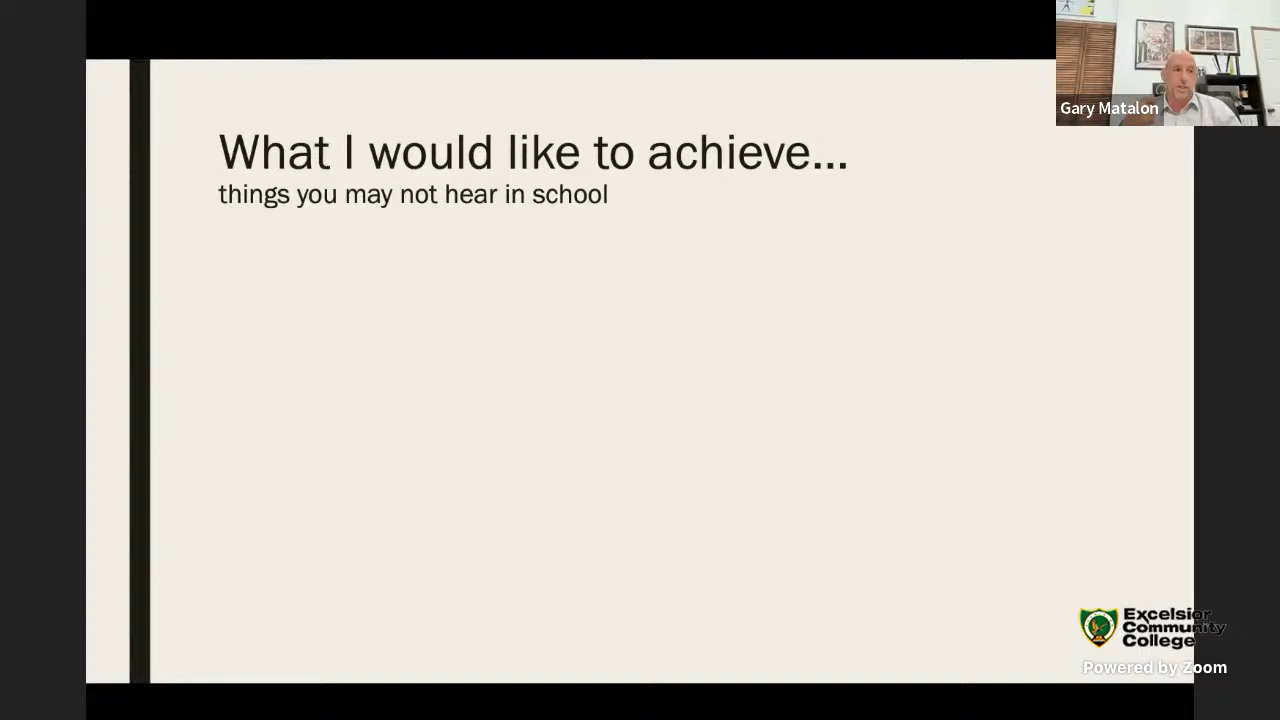 What I would like to achieve...
things you may not hear in school
Gary Matalon
Excelsior
Community
College
Powered by Zoom